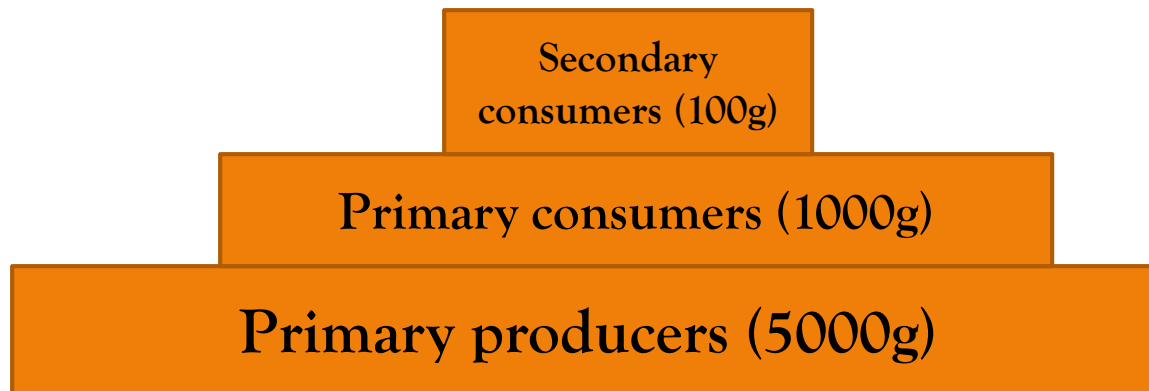 Secondary
consumers (100g)
Primary consumers (1000g)
Primary producers (5000g)